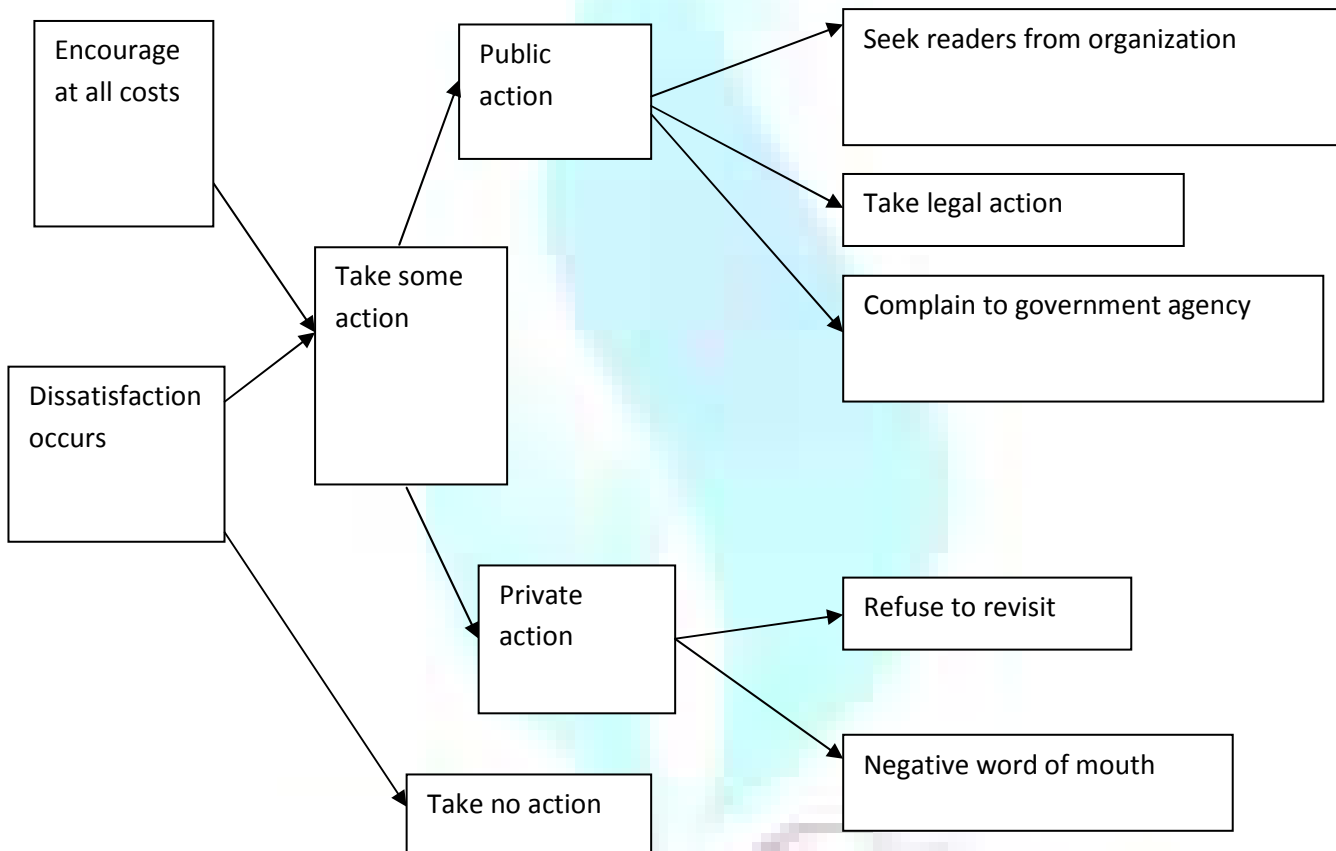 Encourage
at all costs
Public
action
Seek readers from organization
Take legal action
Take some
action
Complain to government agency
Dissatisfaction
occurs
Private
action
Refuse to revisit
Negative word of mouth
Take no action